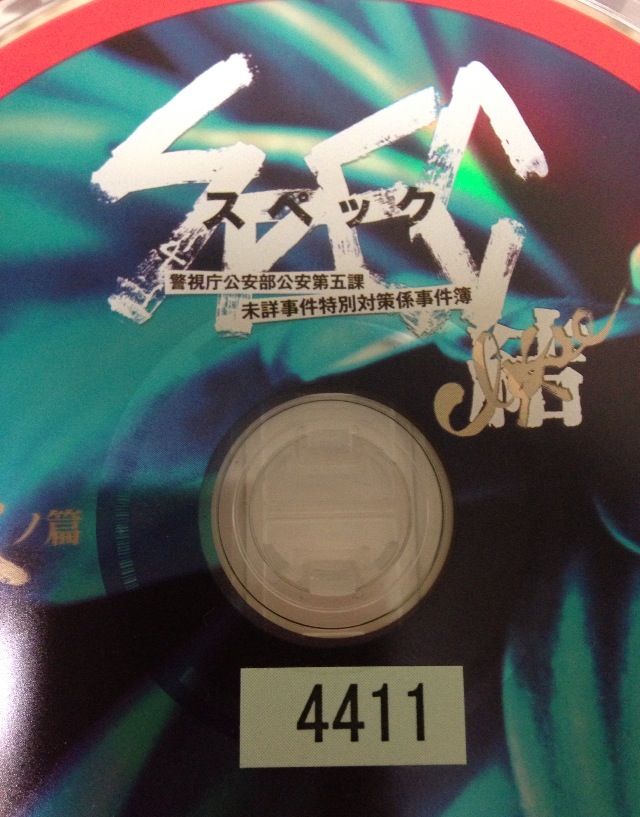 SPEC
スペック
警視庁公安部公安第五課
未詳事件特別対策係事件簿
結
ノ篇
4411